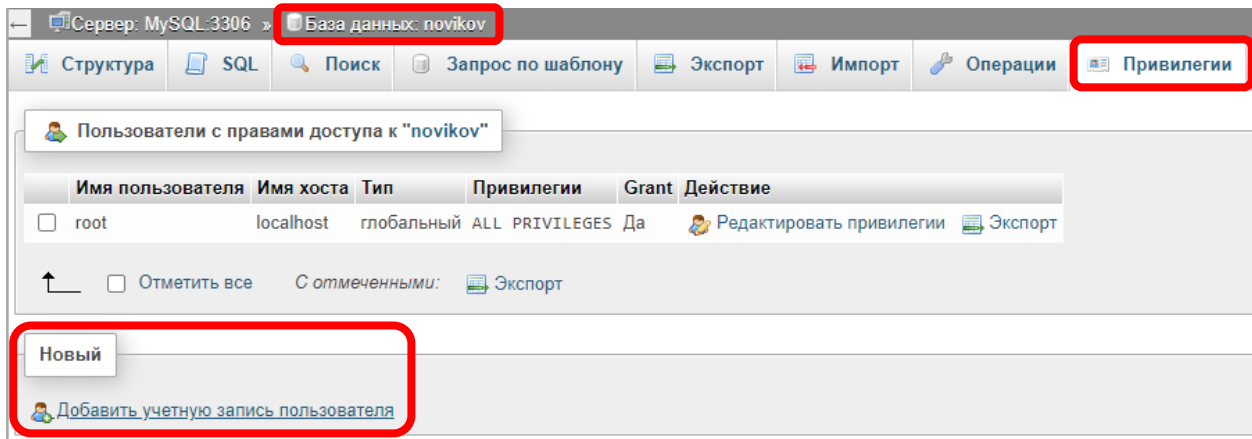 ← Сервер: MySQL:3306 » База данных: novikov
Структура SQL Поиск Запрос по шаблону Экспорт Импорт Операции Привилегии
Пользователи с правами доступа к "novikov"
Имя пользователя Имя хоста Тип Привилегии Grant Действие
root localhost глобальный ALL PRIVILEGES Да Редактировать привилегии Экспорт
Отметить все С отмеченными: Экспорт
Новый
Добавить учетную запись пользователя